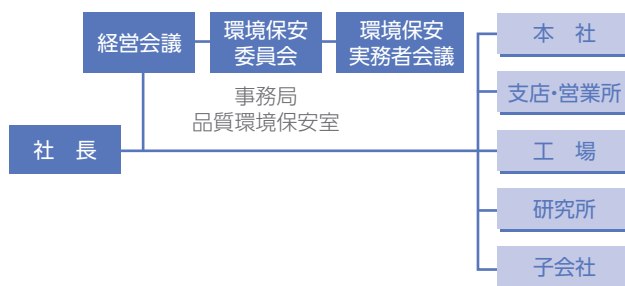 経営会議
環境保安
委員会
環境保安
実務者会議
事務局
品質環境保安室
社　長
本　社
支店・営業所
工　場
研究所
子会社